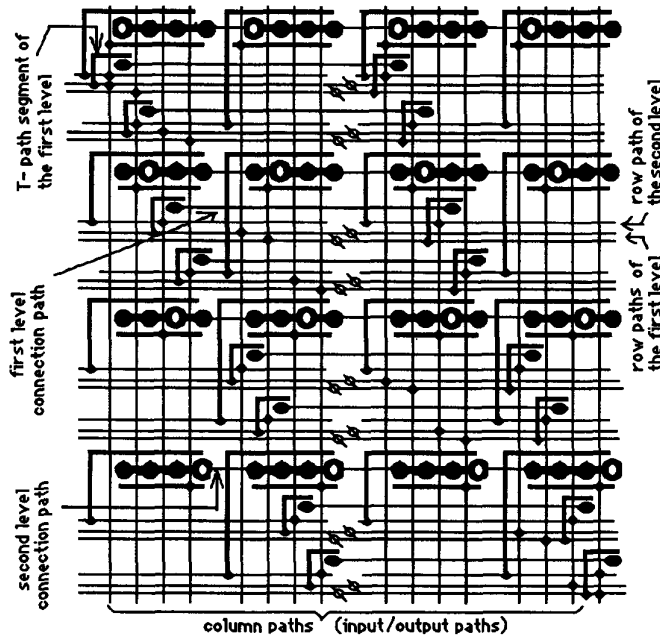 T-path segment of
the first level
row path of
the second level
first level
connection path
row paths of
the first level
second level
connection path
column paths (input/output paths)